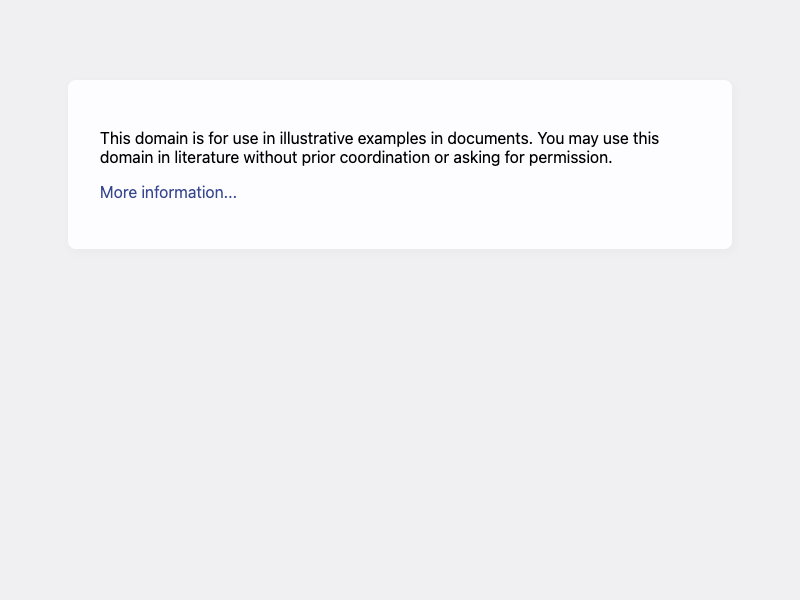 This domain is for use in illustrative examples in documents. You may use this
domain in literature without prior coordination or asking for permission.
More information...